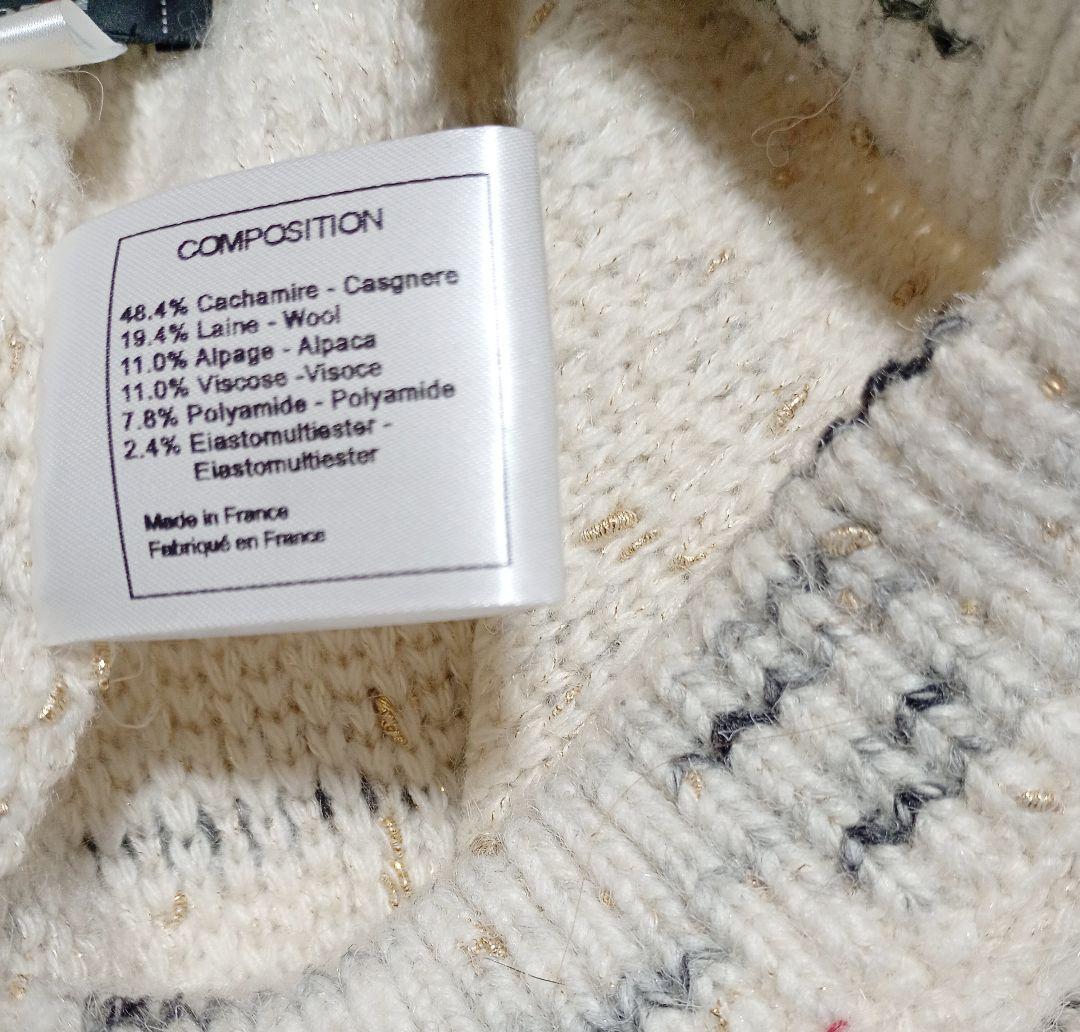 COMPOSITION
48.4% Cachamire - Casgnere
19.4% Laine - Wool
11.0% Alpage - Alpaca
11.0% Viscose -Visoce
7.8% Polyamide - Polyamide
2.4% Eiastomultiester -
Eiastomultiester
Made in France
Fabriqué en France